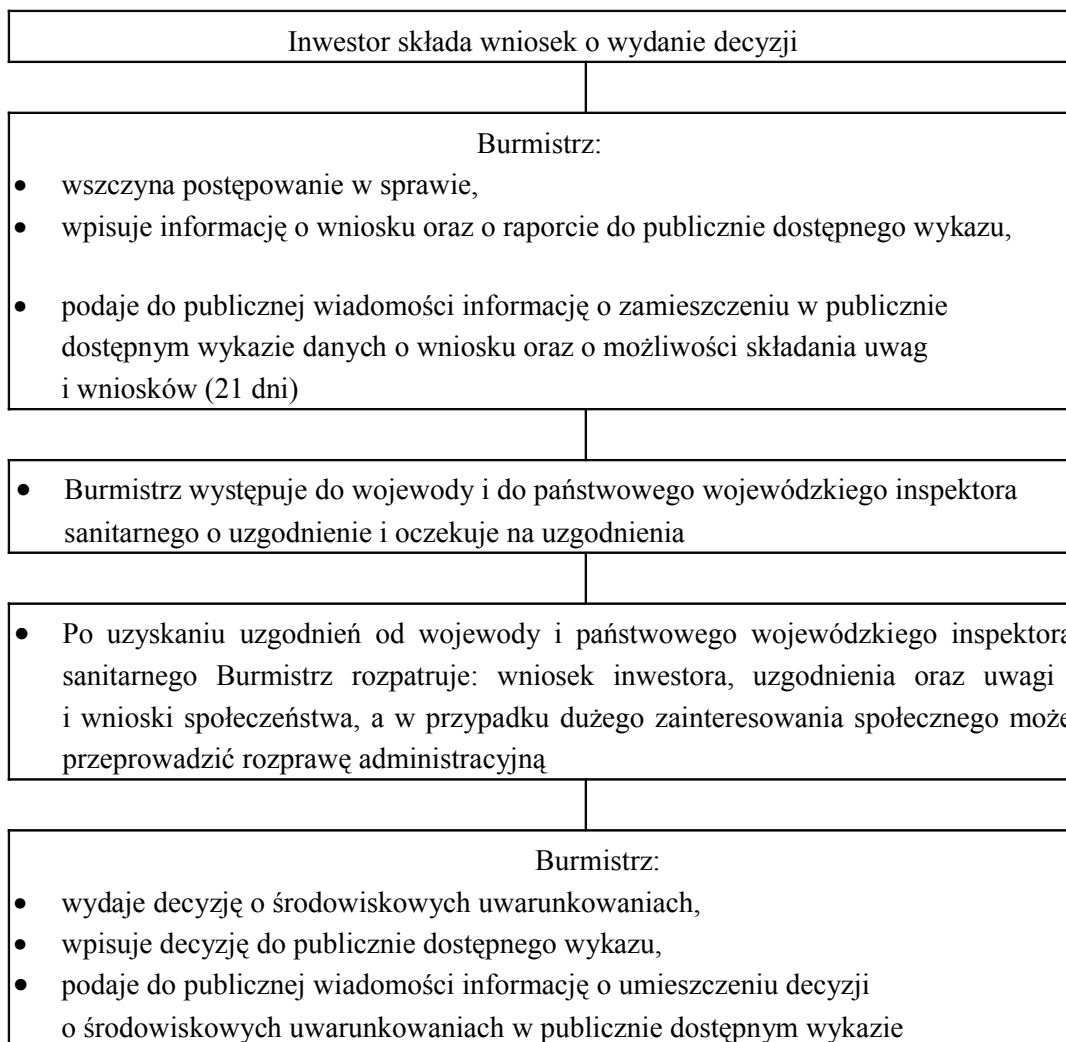 Inwestor składa wniosek o wydanie decyzji
Burmistrz:
• wszczyna postępowanie w sprawie,
• wpisuje informację o wniosku oraz o raporcie do publicznie dostępnego wykazu,
• podaje do publicznej wiadomości informację o zamieszczeniu w publicznie
dostępnym wykazie danych o wniosku oraz o możliwości składania uwag
i wniosków (21 dni)
• Burmistrz występuje do wojewody i do państwowego wojewódzkiego inspektora
sanitarnego o uzgodnienie i oczekuje na uzgodnienia
• Po uzyskaniu uzgodnień od wojewody i państwowego wojewódzkiego inspektora
sanitarnego Burmistrz rozpatruje: wniosek inwestora, uzgodnienia oraz uwagi
i wnioski społeczeństwa, a w przypadku dużego zainteresowania społecznego może
przeprowadzić rozprawę administracyjną
Burmistrz:
• wydaje decyzję o środowiskowych uwarunkowaniach,
• wpisuje decyzję do publicznie dostępnego wykazu,
• podaje do publicznej wiadomości informację o umieszczeniu decyzji
o środowiskowych uwarunkowaniach w publicznie dostępnym wykazie